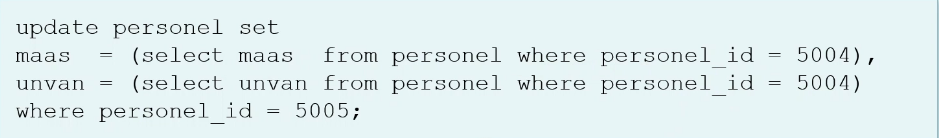 update personel set
maas  = (select maas  from personel where personel_id = 5004),
unvan = (select unvan from personel where personel_id = 5004)
where personel_id = 5005;